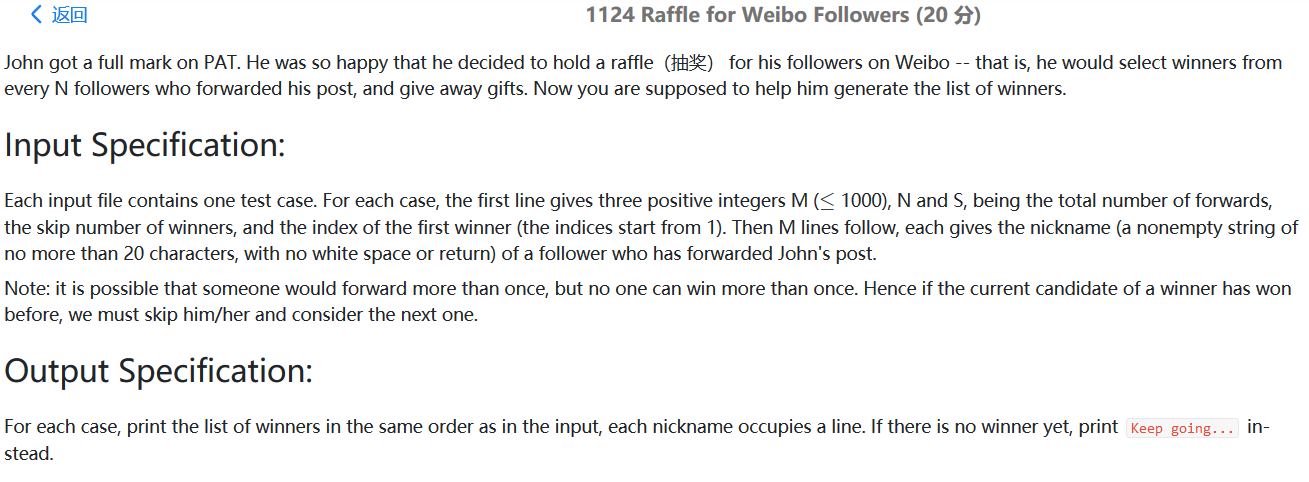 返回
1124 Raffle for Weibo Followers (20 分)
John got a full mark on PAT. He was so happy that he decided to hold a raffle（抽奖） for his followers on Weibo -- that is, he would select winners from
every N followers who forwarded his post, and give away gifts. Now you are supposed to help him generate the list of winners.
Input Specification:
Each input file contains one test case. For each case, the first line gives three positive integers M (≤ 1000), N and S, being the total number of forwards,
the skip number of winners, and the index of the first winner (the indices start from 1). Then M lines follow, each gives the nickname (a nonempty string of
no more than 20 characters, with no white space or return) of a follower who has forwarded John's post.
Note: it is possible that someone would forward more than once, but no one can win more than once. Hence if the current candidate of a winner has won
before, we must skip him/her and consider the next one.
Output Specification:
For each case, print the list of winners in the same order as in the input, each nickname occupies a line. If there is no winner yet, print Keep going... in-
stead.